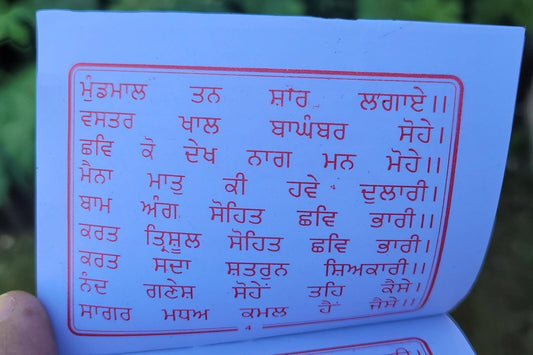 ਮੁੰਡਮਾਲ ਤਨ ਸ਼ਾਰ ਲਗਾਏ।।
ਵਸਤਰ ਖਾਲ ਬਾਘੰਬਰ ਸੋਹੇ।
ਛਵਿ ਕੋ ਦੇਖ ਨਾਗ ਮਨ ਮੋਹੇ।।
ਮੈਨਾ ਮਾਤੁ ਕੀ ਹਵੇ ਦੁਲਾਰੀ।
ਬਾਮ ਅੰਗ ਸੋਹਿਤ ਛਵਿ ਭਾਰੀ।।
ਕਰਤ ਤ੍ਰਿਸ਼ੂਲ ਸੋਹਿਤ ਛਵਿ ਭਾਰੀ।
ਕਰਤ ਸਦਾ ਸ਼ਤਰੁਨ ਸ਼ਿਅਕਾਰੀ।।
ਨੰਦ ਗਣੇਸ਼ ਸੋਹੇਂ ਤਹਿ ਕੈਸੇ।
ਸਾਗਰ ਮਧਅ ਕਮਲ ਹੈਂ ਜੈਸੇ।।
4